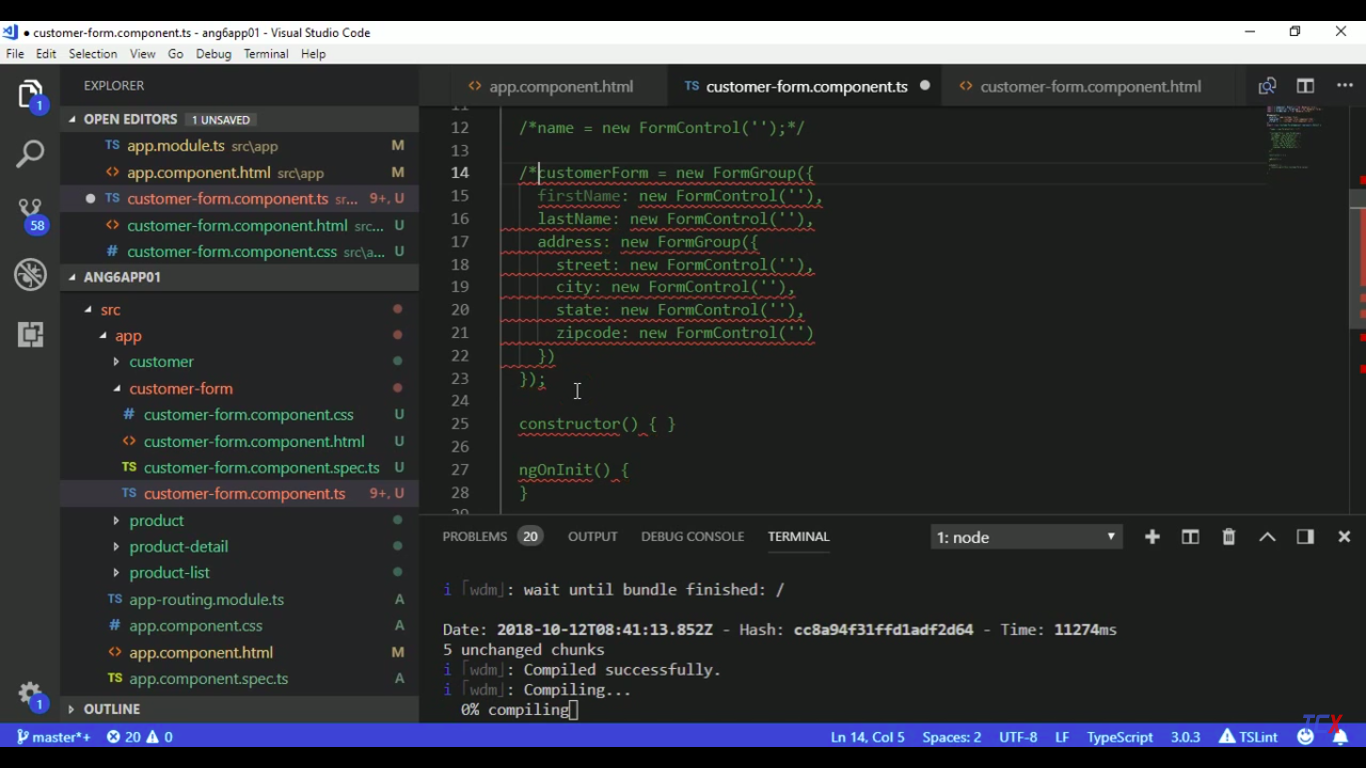 ● customer-form.component.ts - ang6app01 - Visual Studio Code
File Edit Selection View Go Debug Terminal Help
EXPLORER
OPEN EDITORS 1 UNSAVED
TS app.module.ts src\app M
<> app.component.html src\app M
● TS customer-form.component.ts sr... 9+, U
<> customer-form.component.html src... U
# customer-form.component.css src\a... U
ANG6APP01
src
app
customer
customer-form
# customer-form.component.css U
<> customer-form.component.html U
TS customer-form.component.spec.ts U
TS customer-form.component.ts 9+, U
product
product-detail
product-list
TS app-routing.module.ts A
# app.component.css A
<> app.component.html M
TS app.component.spec.ts A
OUTLINE
1
58
1
<> app.component.html TS customer-form.component.ts ● <> customer-form.component.html ...
11
12 /*name = new FormControl('');*/
13
14 /*customerForm = new FormGroup({
15 firstName: new FormControl(''),
16 lastName: new FormControl(''),
17 address: new FormGroup({
18 street: new FormControl(''),
19 city: new FormControl(''),
20 state: new FormControl(''),
21 zipcode: new FormControl('')
22 })
23 });
24
25 constructor() { }
26
27 ngOnInit() {
28 }
29
PROBLEMS 20 OUTPUT DEBUG CONSOLE TERMINAL 1: node
i ｢wdm｣: wait until bundle finished: /
Date: 2018-10-12T08:41:13.852Z - Hash: cc8a94f31ffd1adf2d64 - Time: 11274ms
5 unchanged chunks
i ｢wdm｣: Compiled successfully.
i ｢wdm｣: Compiling...
0% compiling
master*+ 20 0 Ln 14, Col 5 Spaces: 2 UTF-8 LF TypeScript 3.0.3 TSLint